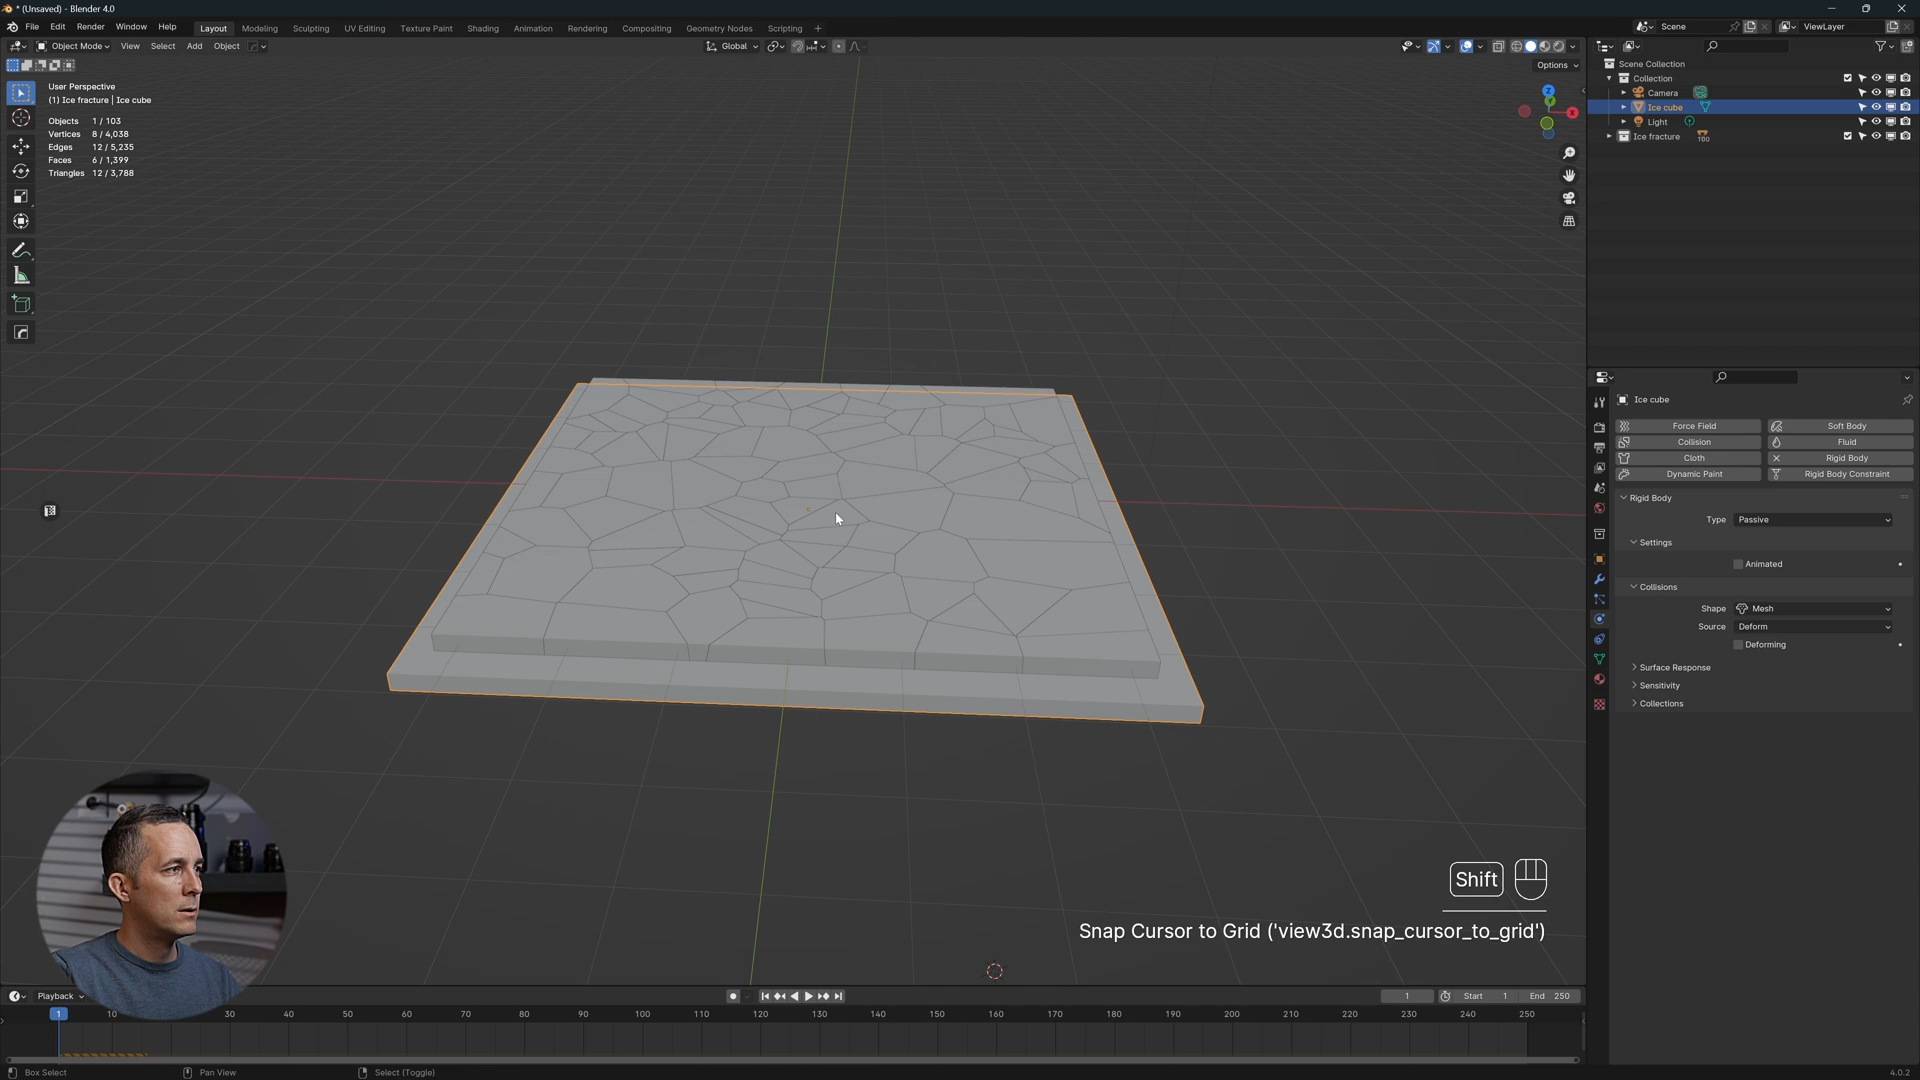 * (Unsaved) - Blender 4.0
File Edit Render Window Help Layout Modeling Sculpting UV Editing Texture Paint Shading Animation Rendering Compositing Geometry Nodes Scripting + Scene ViewLayer
Object Mode View Select Add Object Global
Options
User Perspective
(1) Ice fracture | Ice cube
Objects 1 / 103
Vertices 8 / 4,038
Edges 12 / 5,235
Faces 6 / 1,399
Triangles 12 / 3,788
Z
Y
X
Scene Collection
Collection
Camera
Ice cube
Light
Ice fracture 100
Ice cube
Force Field Soft Body
Collision Fluid
Cloth Rigid Body
Dynamic Paint Rigid Body Constraint
Rigid Body
Type Passive
Settings
Animated
Collisions
Shape Mesh
Source Deform
Deforming
Surface Response
Sensitivity
Collections
Shift
Snap Cursor to Grid ('view3d.snap_cursor_to_grid')
Playback 1 Start 1 End 250
1 10 30 40 50 60 70 80 90 100 110 120 130 140 150 160 170 180 190 200 210 220 230 240 250
Box Select Pan View Select (Toggle) 4.0.2